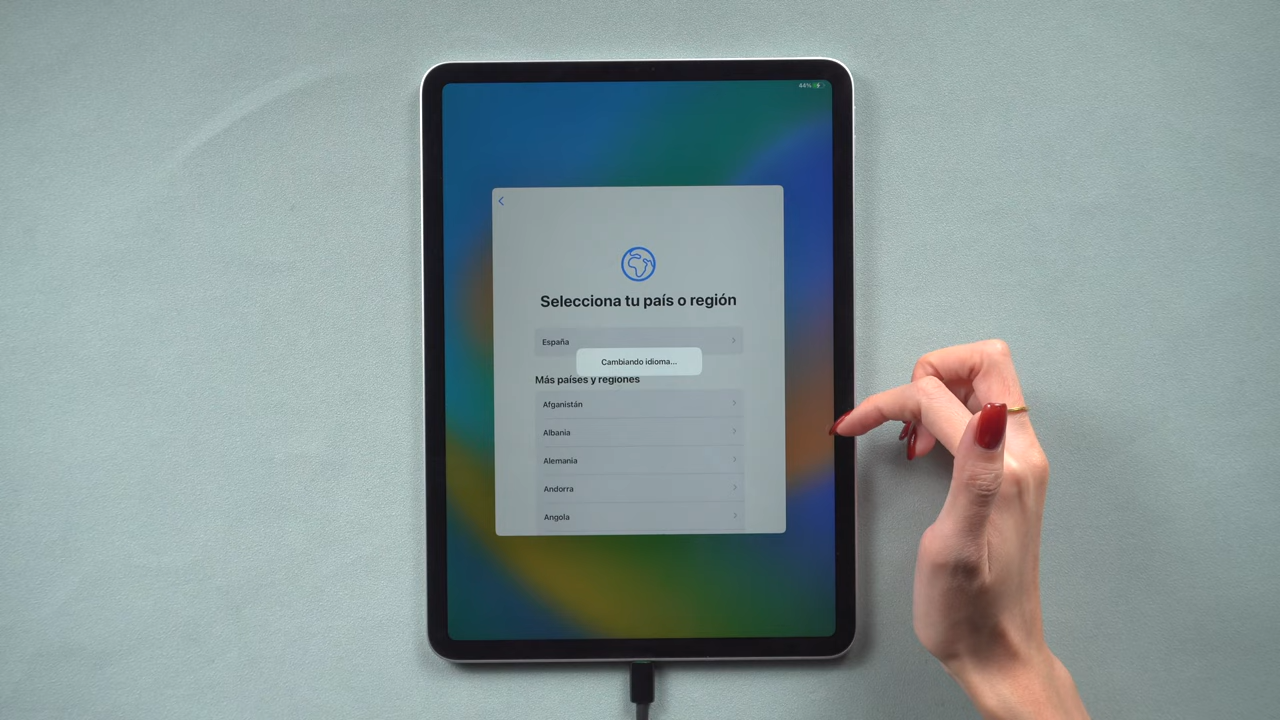 44%
Selecciona tu país o región
España
Cambiando idioma...
Más países y regiones
Afganistán
Albania
Alemania
Andorra
Angola